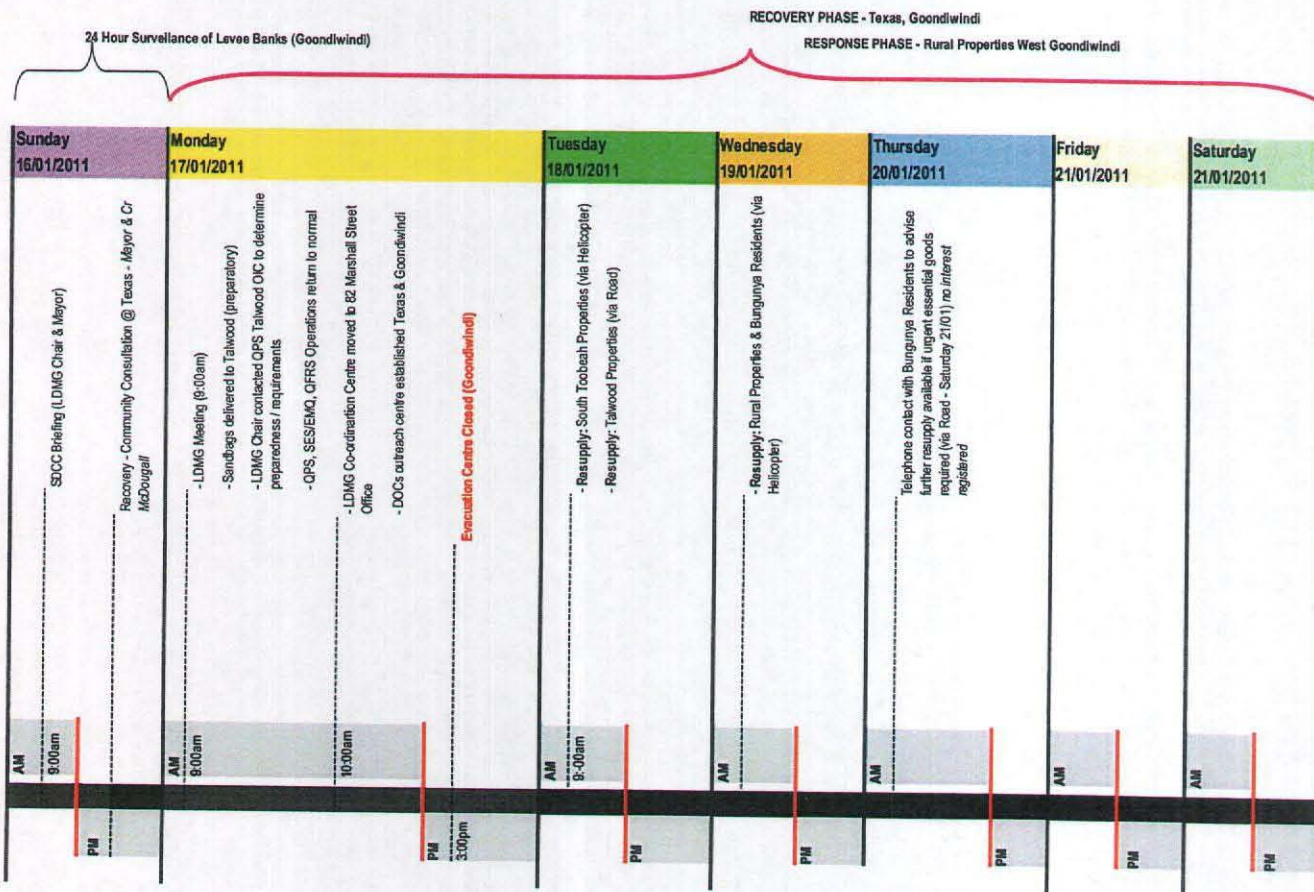 RECOVERY PHASE - Texas, Goondiwindi
24 Hour Surveilance of Levee Banks (Goondiwindi)
RESPONSE PHASE - Rural Properties West Goondiwindi
Sunday
16/01/2011
Monday
17/01/2011
Tuesday
18/01/2011
Wednesday
19/01/2011
Thursday
20/01/2011
Friday
21/01/2011
Saturday
21/01/2011
SDCC Briefing (LDMG Chair & Mayor)
Recovery - Community Consultation @ Texas - Mayor & Cr
McDougall
- LDMG Meeting (9:00am)
- Sandbags delivered to Talwood (preparatory)
- LDMG Chair contacted QPS Talwood OIC to determine
preparedness / requirements
- QPS, SES/EMQ, QFRS Operations return to normal
- LDMG Co-ordination Centre moved to 82 Marshall Street
Office
- DOCs outreach centre established Texas & Goondiwindi
Evacuation Centre Closed (Goondiwindi)
- Resupply: South Toobeah Properties (via Helicopter)
- Resupply: Talwood Properties (via Road)
- Resupply: Rural Properties & Bungunya Residents (via
Helicopter)
Telephone contact with Bungunya Residents to advise
further resupply available if urgent essential goods
required (via Road - Saturday 21/01) no interest
registered
AM
9:00am
PM
AM
9:00am
10:00am
PM
3:00pm
AM
9:-00am
PM
AM
PM
AM
PM
AM
PM
AM
PM